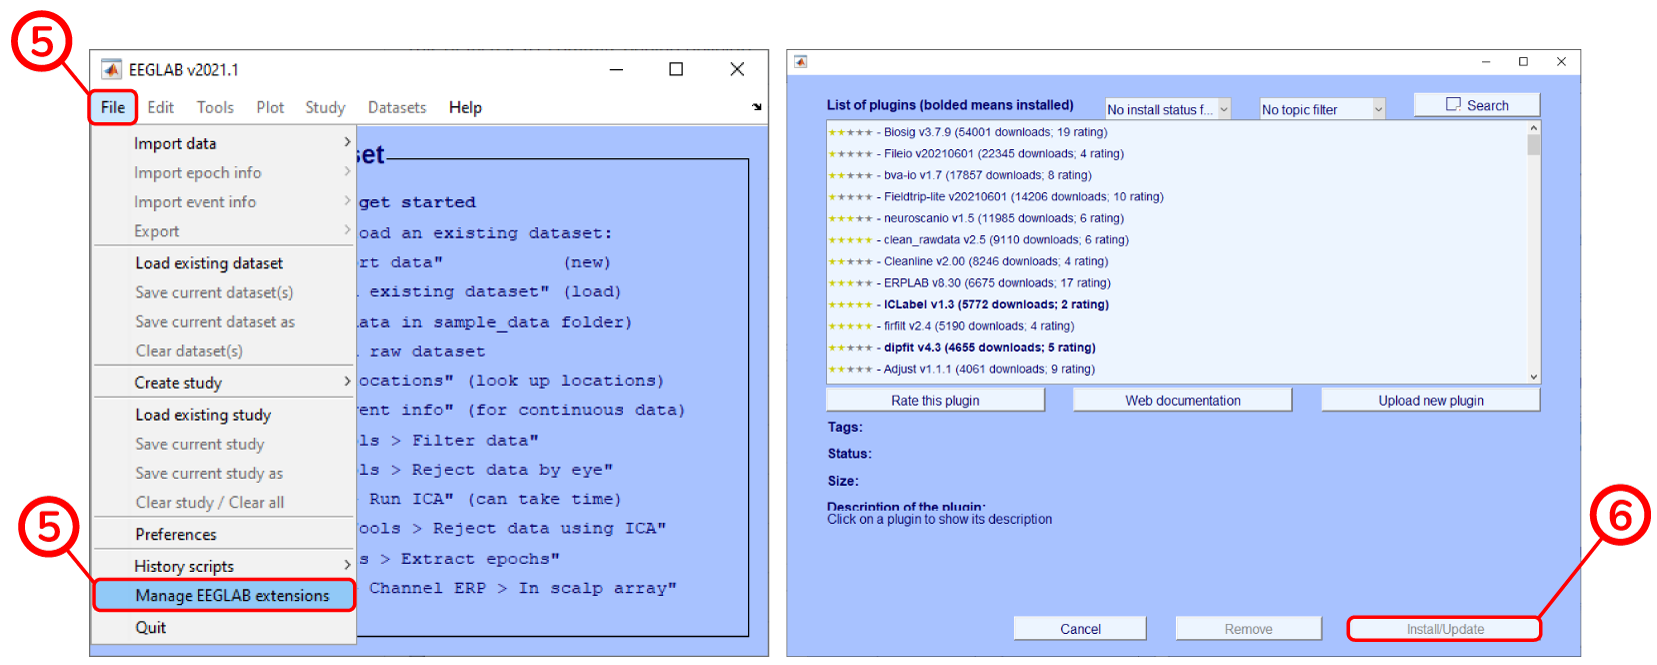 5
EEGLAB v2021.1
File Edit Tools Plot Study Datasets Help
Import data
Import epoch info
Import event info
Export
Load existing dataset
Save current dataset(s)
Save current dataset as
Clear dataset(s)
Create study
Load existing study
Save current study
Save current study as
Clear study / Clear all
Preferences
History scripts
5
Manage EEGLAB extensions
Quit
set
get started
oad an existing dataset:
rt data" (new)
existing dataset" (load)
ata in sample_data folder)
raw dataset
ocations" (look up locations)
ent info" (for continuous data)
ls > Filter data"
ls > Reject data by eye"
Run ICA" (can take time)
ools > Reject data using ICA"
s > Extract epochs"
Channel ERP > In scalp array"
List of plugins (bolded means installed)
No install status f...
No topic filter
Search
★★★★★ - Biosig v3.7.9 (54001 downloads; 19 rating)
★★★★★ - Fileio v20210601 (22345 downloads; 4 rating)
★★★★★ - bva-io v1.7 (17857 downloads; 8 rating)
★★★★★ - Fieldtrip-lite v20210601 (14206 downloads; 10 rating)
★★★★★ - neuroscanio v1.5 (11985 downloads; 6 rating)
★★★★★ - clean_rawdata v2.5 (9110 downloads; 6 rating)
★★★★★ - Cleanline v2.00 (8246 downloads; 4 rating)
★★★★★ - ERPLAB v8.30 (6675 downloads; 17 rating)
★★★★★ - ICLabel v1.3 (5772 downloads; 2 rating)
★★★★★ - firfilt v2.4 (5190 downloads; 4 rating)
★★★★★ - dipfit v4.3 (4655 downloads; 5 rating)
★★★★★ - Adjust v1.1.1 (4061 downloads; 9 rating)
Rate this plugin
Web documentation
Upload new plugin
Tags:
Status:
Size:
Description of the plugin:
Click on a plugin to show its description
6
Cancel
Remove
Install/Update